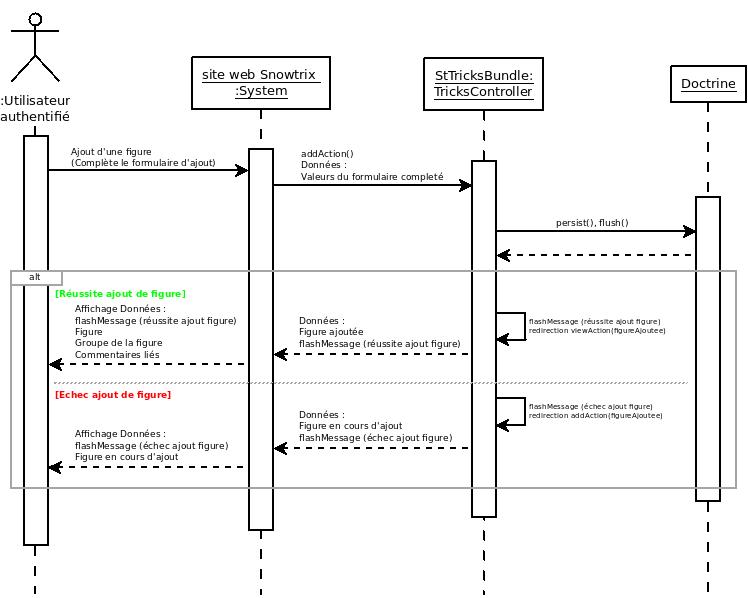 :Utilisateur
authentifié
site web Snowtrix
:System
StTricksBundle:
TricksController
Doctrine
Ajout d'une figure
(Complète le formulaire d'ajout)
addAction()
Données :
Valeurs du formulaire completé
persist(), flush()
alt
[Réussite ajout de figure]
Affichage Données :
flashMessage (réussite ajout figure)
Figure
Groupe de la figure
Commentaires liés
Données :
Figure ajoutée
flashMessage (réussite ajout figure)
flashMessage (réussite ajout figure)
redirection viewAction(figureAjoutee)
[Echec ajout de figure]
Affichage Données :
flashMessage (échec ajout figure)
Figure en cours d'ajout
Données :
Figure en cours d'ajout
flashMessage (échec ajout figure)
flashMessage (échec ajout figure)
redirection addAction(figureAjoutee)